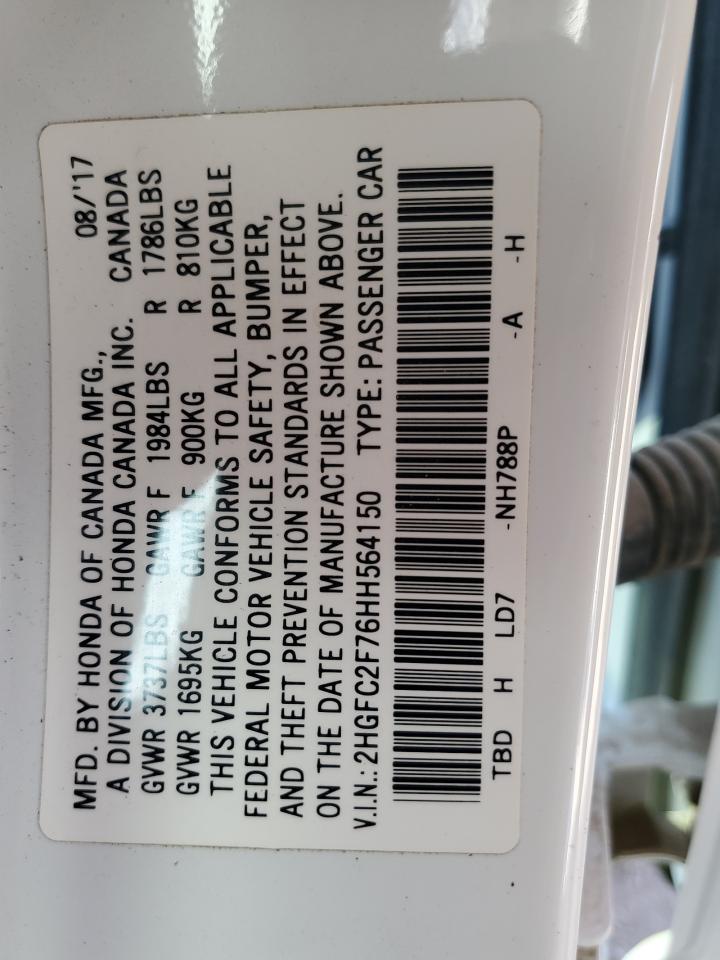 MFD. BY HONDA OF CANADA MFG., 08/'17
A DIVISION OF HONDA CANADA INC. CANADA
GVWR 3737LBS GAWR F 1984LBS R 1786LBS
GVWR 1695KG GAWR F 900KG R 810KG
THIS VEHICLE CONFORMS TO ALL APPLICABLE
FEDERAL MOTOR VEHICLE SAFETY, BUMPER,
AND THEFT PREVENTION STANDARDS IN EFFECT
ON THE DATE OF MANUFACTURE SHOWN ABOVE.
V.I.N.: 2HGFC2F76HH564150 TYPE: PASSENGER CAR
TBD H LD7 -NH788P -A -H